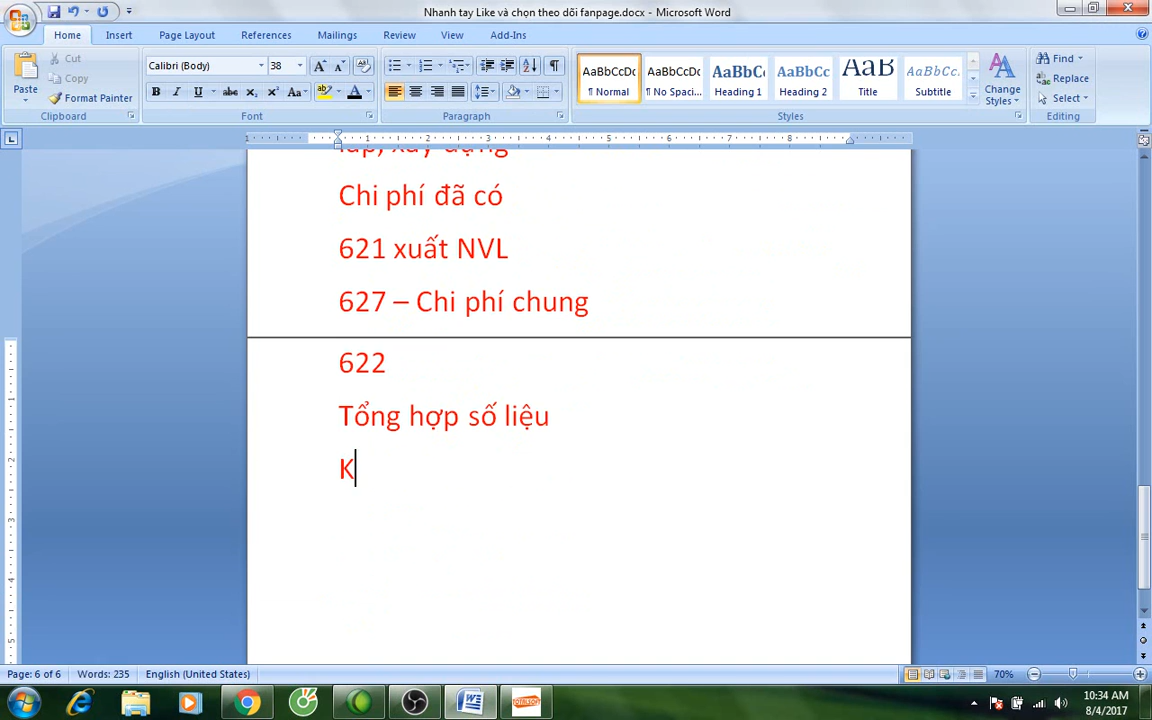 Nhanh tay Like và chọn theo dõi fanpage.docx - Microsoft Word
Home Insert Page Layout References Mailings Review View Add-Ins
Paste
Cut
Copy
Format Painter
Clipboard
Calibri (Body) 38
Font
Paragraph
AaBbCcDc AaBbCcDc AaBbC AaBbCc AaB AaBbCc.
¶ Normal ¶ No Spaci... Heading 1 Heading 2 Title Subtitle
Change Styles
Styles
Find
Replace
Select
Editing
lắp, xây dựng
Chi phí đã có
621 xuất NVL
627 – Chi phí chung
622
Tổng hợp số liệu
K
Page: 6 of 6 Words: 235 English (United States) 70%
10:34 AM
8/4/2017